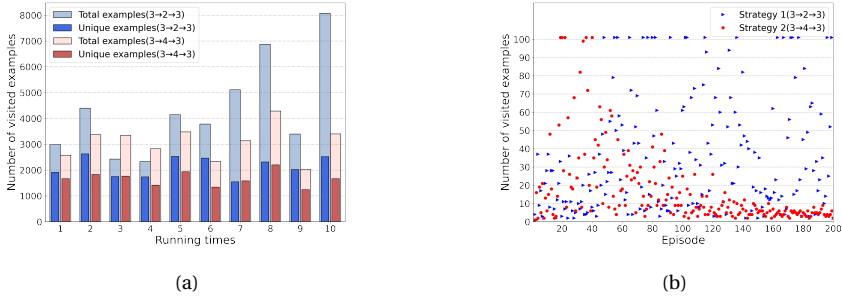 Total examples(3→2→3)
Unique examples(3→2→3)
Total examples(3→4→3)
Unique examples(3→4→3)
Number of visited examples
8000
7000
6000
5000
4000
3000
2000
1000
0
1 2 3 4 5 6 7 8 9 10
Running times
(a)
Strategy 1(3→2→3)
Strategy 2(3→4→3)
Number of visited examples
100
90
80
70
60
50
40
30
20
10
0
20 40 60 80 100 120 140 160 180 200
Episode
(b)